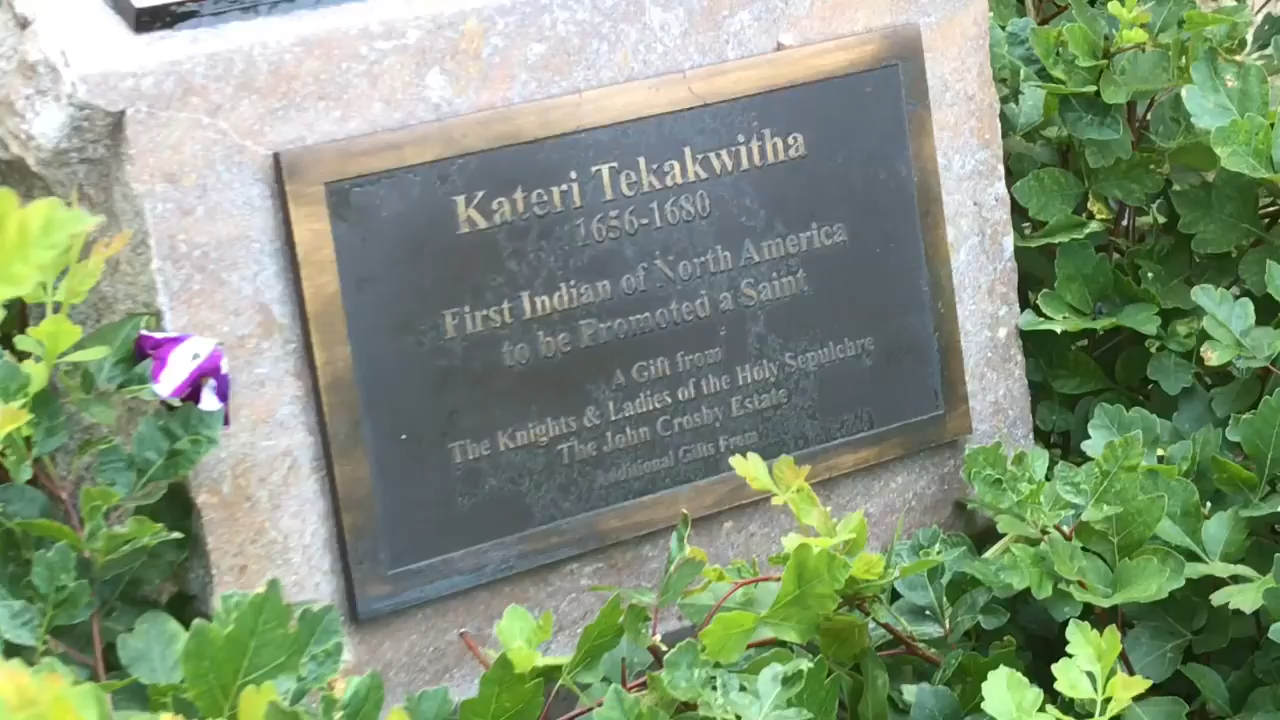 Kateri Tekakwitha
1656-1680
First Indian of North America
to be Promoted a Saint
A Gift from
The Knights & Ladies of the Holy Sepulchre
The John Crosby Estate
Additional Gifts From